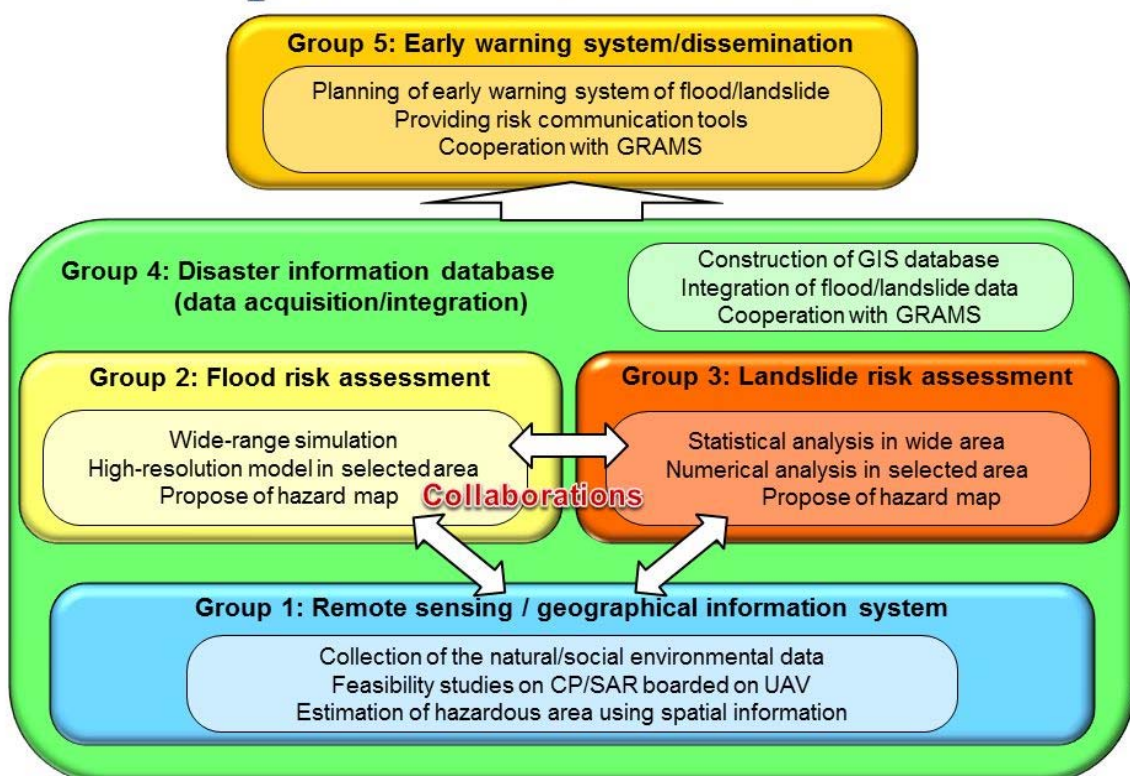 Group 5: Early warning system/dissemination
Planning of early warning system of flood/landslide
Providing risk communication tools
Cooperation with GRAMS
Group 4: Disaster information database
(data acquisition/integration)
Construction of GIS database
Integration of flood/landslide data
Cooperation with GRAMS
Group 2: Flood risk assessment
Wide-range simulation
High-resolution model in selected area
Propose of hazard map
Group 3: Landslide risk assessment
Statistical analysis in wide area
Numerical analysis in selected area
Propose of hazard map
Collaborations
Group 1: Remote sensing / geographical information system
Collection of the natural/social environmental data
Feasibility studies on CP/SAR boarded on UAV
Estimation of hazardous area using spatial information